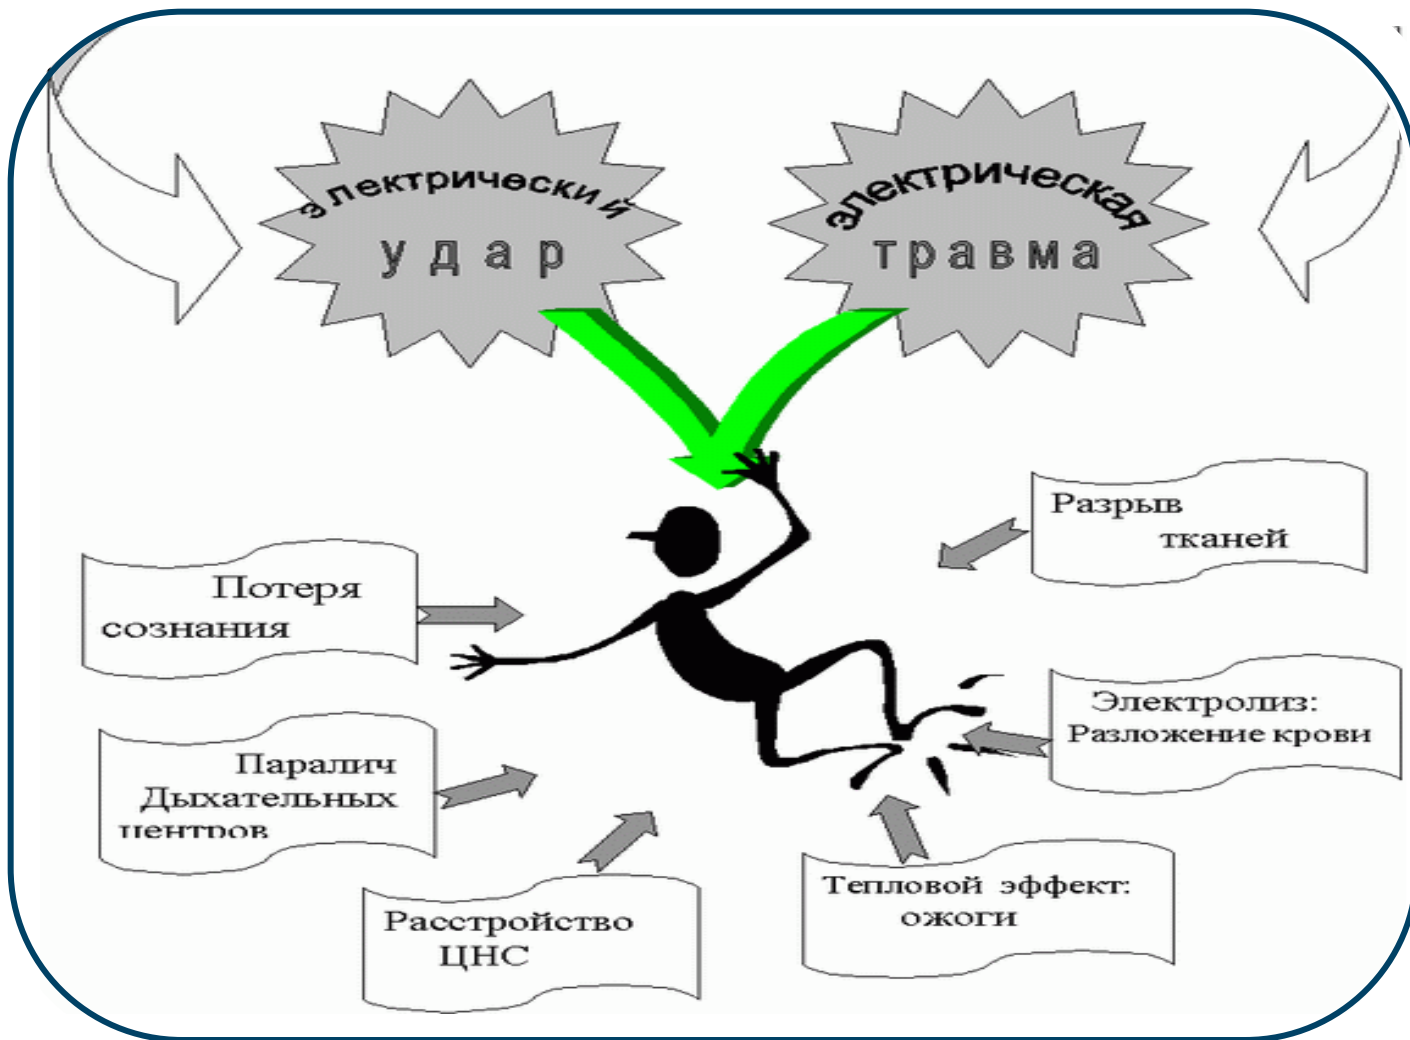 электрический
удар
электрическая
травма
Разрыв
тканей
Потеря
сознания
Электролиз:
Разложение крови
Паралич
Дыхательных
центров
Тепловой эффект:
ожоги
Расстройство
ЦНС